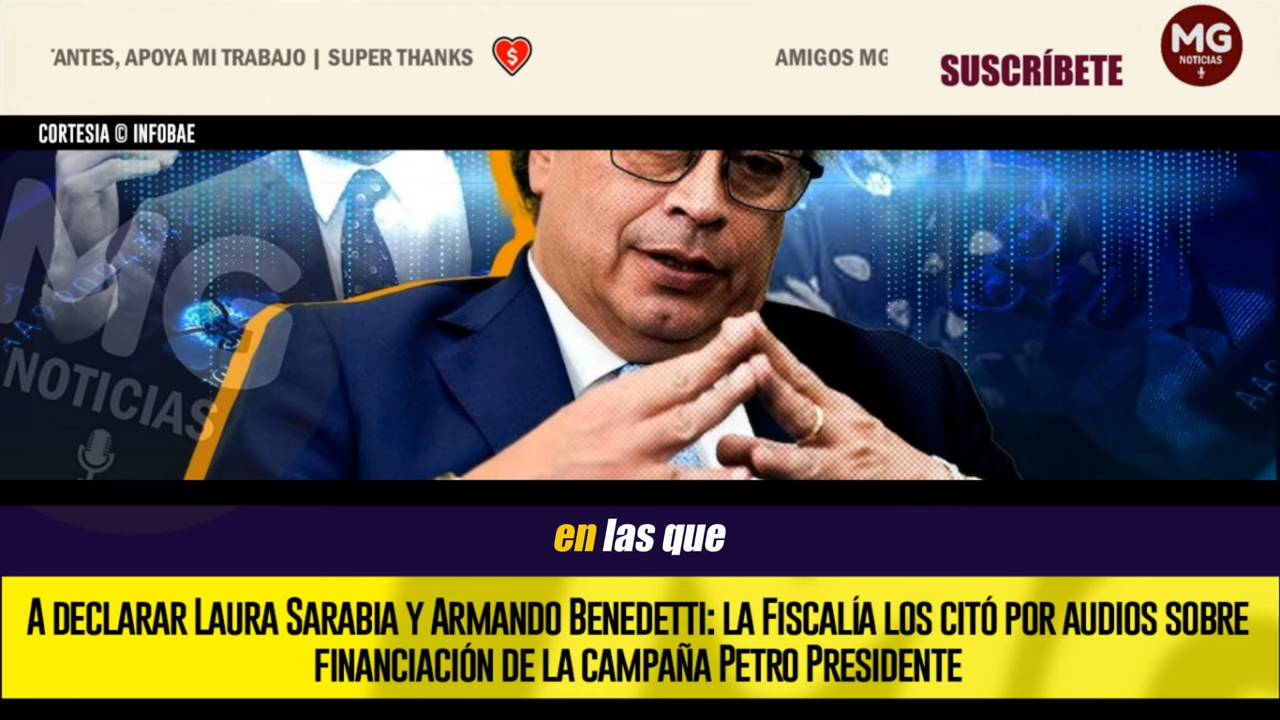 'ANTES, APOYA MI TRABAJO | SUPER THANKS
AMIGOS MG
SUSCRÍBETE
MG
NOTICIAS
CORTESIA © INFOBAE
MG
NOTICIAS
en las que
A DECLARAR LAURA SARABIA Y ARMANDO BENEDETTI: LA FISCALÍA LOS CITÓ POR AUDIOS SOBRE
FINANCIACIÓN DE LA CAMPAÑA PETRO PRESIDENTE